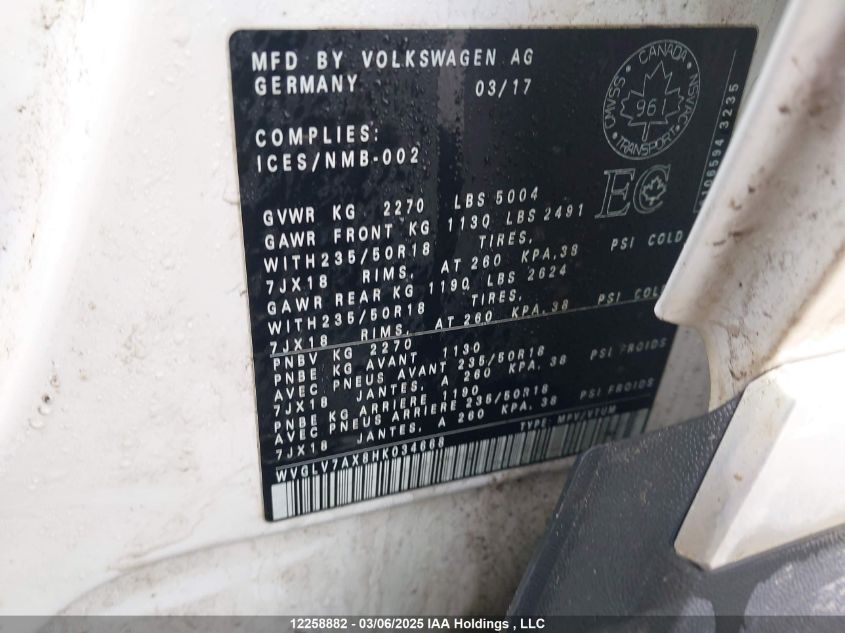 MFD BY VOLKSWAGEN AG
GERMANY 03/17
CANADA
961
TRANSPORT
COMPLIES:
ICES/NMB-002
EC
GVWR KG 2270 LBS 5004
GAWR FRONT KG 1130 LBS 2491
WITH235/50R18 TIRES,
7JX18 RIMS, AT 260 KPA,38 PSI COLD
GAWR REAR KG 1190 LBS 2624
WITH235/50R18 TIRES,
7JX18 RIMS, AT 260 KPA,38 PSI COLD
PNBV KG 2270
PNBE KG AVANT 1130
AVEC PNEUS AVANT 235/50R18
7JX18 JANTES, A 260 KPA, 38 PSI FROIDS
PNBE KG ARRIERE 1190
AVEC PNEUS ARRIERE 235/50R18
7JX18 JANTES, A 260 KPA, 38 PSI FROIDS
TYPE: MPV/VTUM
WVGLV7AX8HK034668
12258882 - 03/06/2025 IAA Holdings, LLC